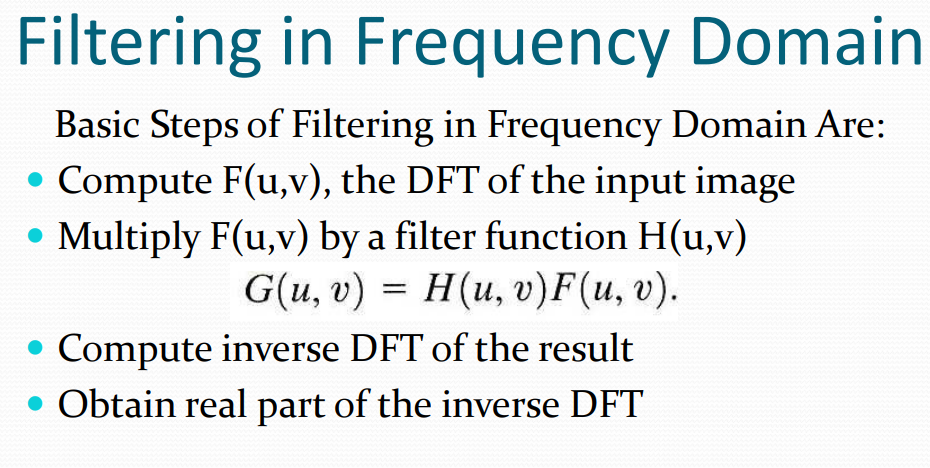 Filtering in Frequency Domain
Basic Steps of Filtering in Frequency Domain Are:
• Compute F(u,v), the DFT of the input image
• Multiply F(u,v) by a filter function H(u,v)
G(u, v) = H(u, v)F(u, v).
• Compute inverse DFT of the result
• Obtain real part of the inverse DFT